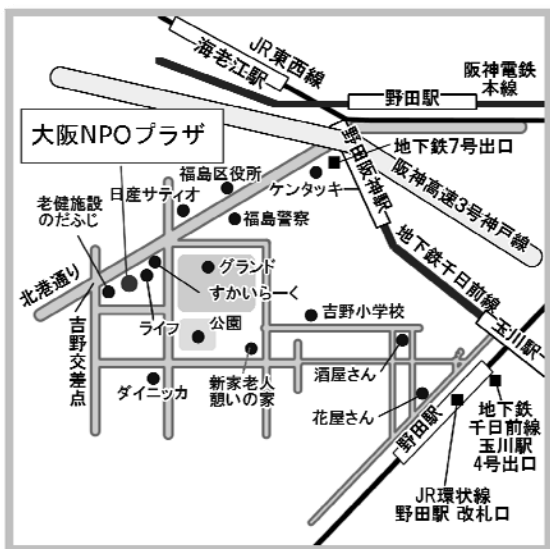 JR東西線
海老江駅
阪神電鉄
本線
野田駅
大阪NPOプラザ
野田阪神駅
地下鉄7号出口
福島区役所
ケンタッキー
阪神高速3号神戸線
日産サティオ
老健施設
のだふじ
福島警察
地下鉄千日前線
北港通り
グランド
すかいらーく
吉野交差点
ライフ
公園
吉野小学校
玉川駅
ダイニッカ
新家老人
憩いの家
酒屋さん
花屋さん
野田駅
地下鉄
千日前線
玉川駅
4号出口
JR環状線
野田駅 改札口